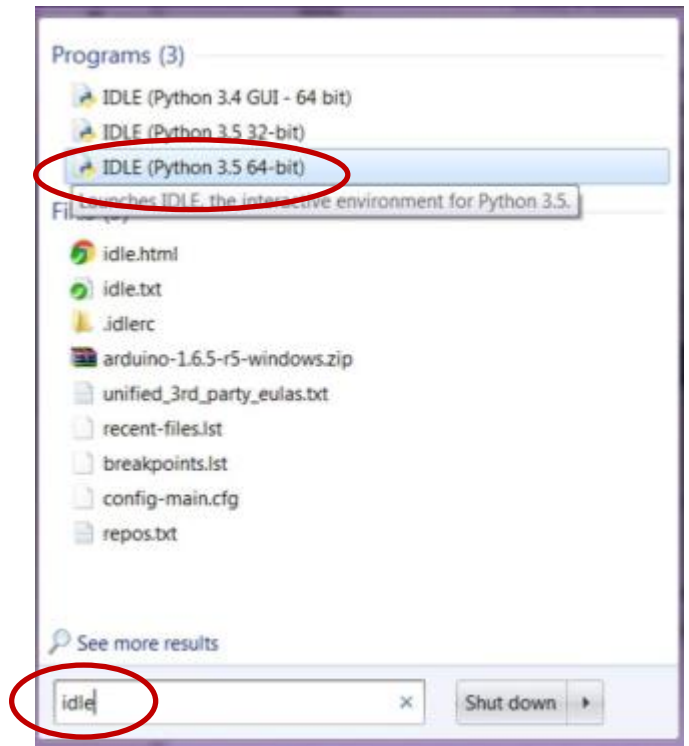 Programs (3)
IDLE (Python 3.4 GUI - 64 bit)
IDLE (Python 3.5 32-bit)
IDLE (Python 3.5 64-bit)
Launches IDLE, the interactive environment for Python 3.5.
idle.html
idle.txt
.idlerc
arduino-1.6.5-r5-windows.zip
unified_3rd_party_eulas.txt
recent-files.lst
breakpoints.lst
config-main.cfg
repos.txt
See more results
idle
Shut down